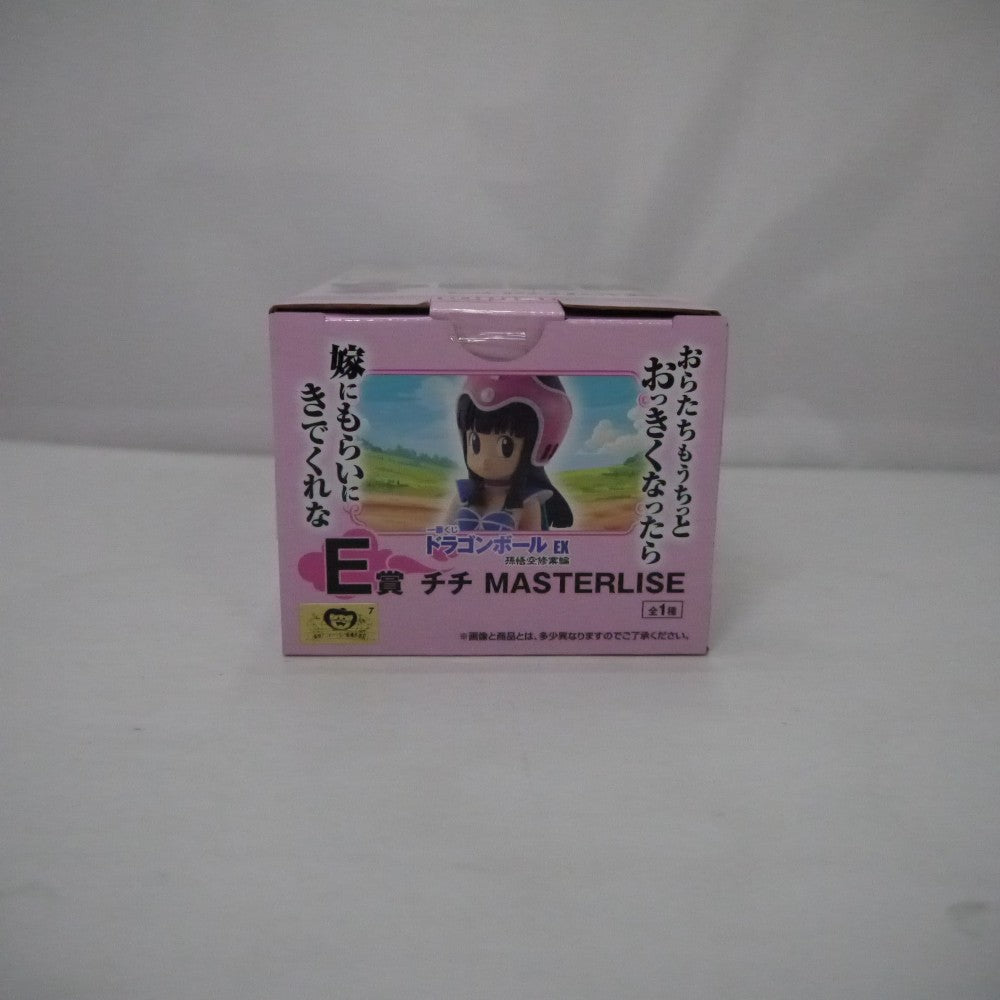 おらたちもうちっと
おっきくなったら
嫁にもらいに
きでくれな
一番くじ
ドラゴンボール EX
孫悟空修業編
E賞 チチ MASTERLISE
全1種
※画像と商品とは、多少異なりますのでご了承ください。
7